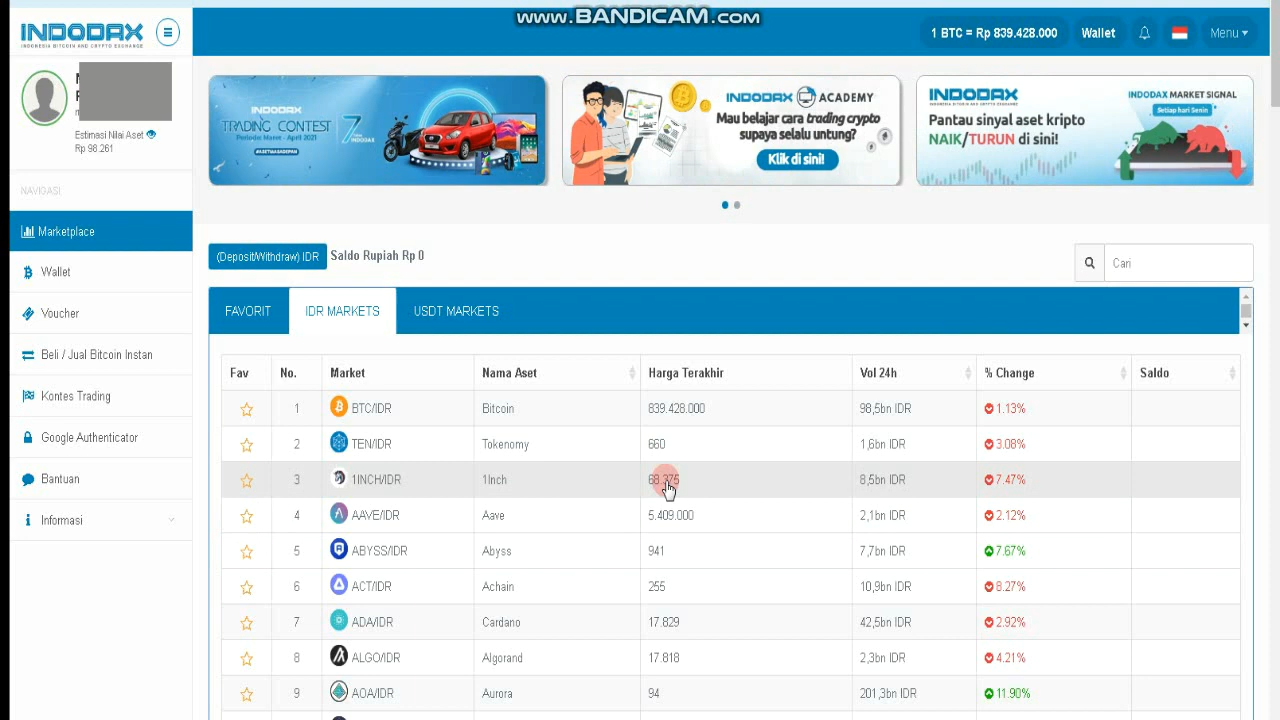 www.BANDICAM.com
INDODAX
INDONESIA BITCOIN AND CRYPTO EXCHANGE
1 BTC = Rp 839.428.000
Wallet
Menu
Estimasi Nilai Aset
Rp 98.261
NAVIGASI
Marketplace
Wallet
Voucher
Beli / Jual Bitcoin Instan
Kontes Trading
Google Authenticator
Bantuan
Informasi
INDODAX
TRADING CONTEST
Periode Maret - April 2021
INDODAX ACADEMY
Mau belajar cara trading crypto
supaya selalu untung?
Klik di sini!
INDODAX
INDONESIA BITCOIN AND CRYPTO EXCHANGE
Pantau sinyal aset kripto
NAIK/TURUN di sini!
INDODAX MARKET SIGNAL
Setiap hari Senin
(Deposit/Withdraw) IDR
Saldo Rupiah Rp 0
Cari
FAVORIT
IDR MARKETS
USDT MARKETS
Fav No. Market Nama Aset Harga Terakhir Vol 24h % Change Saldo
1 BTC/IDR Bitcoin 839.428.000 98,5bn IDR 1.13%
2 TEN/IDR Tokenomy 660 1,6bn IDR 3.08%
3 1INCH/IDR 1Inch 68.375 8,5bn IDR 7.47%
4 AAVE/IDR Aave 5.409.000 2,1bn IDR 2.12%
5 ABYSS/IDR Abyss 941 7,7bn IDR 7.67%
6 ACT/IDR Achain 255 10,9bn IDR 8.27%
7 ADA/IDR Cardano 17.829 42,5bn IDR 2.92%
8 ALGO/IDR Algorand 17.818 2,3bn IDR 4.21%
9 AOA/IDR Aurora 94 201,3bn IDR 11.90%